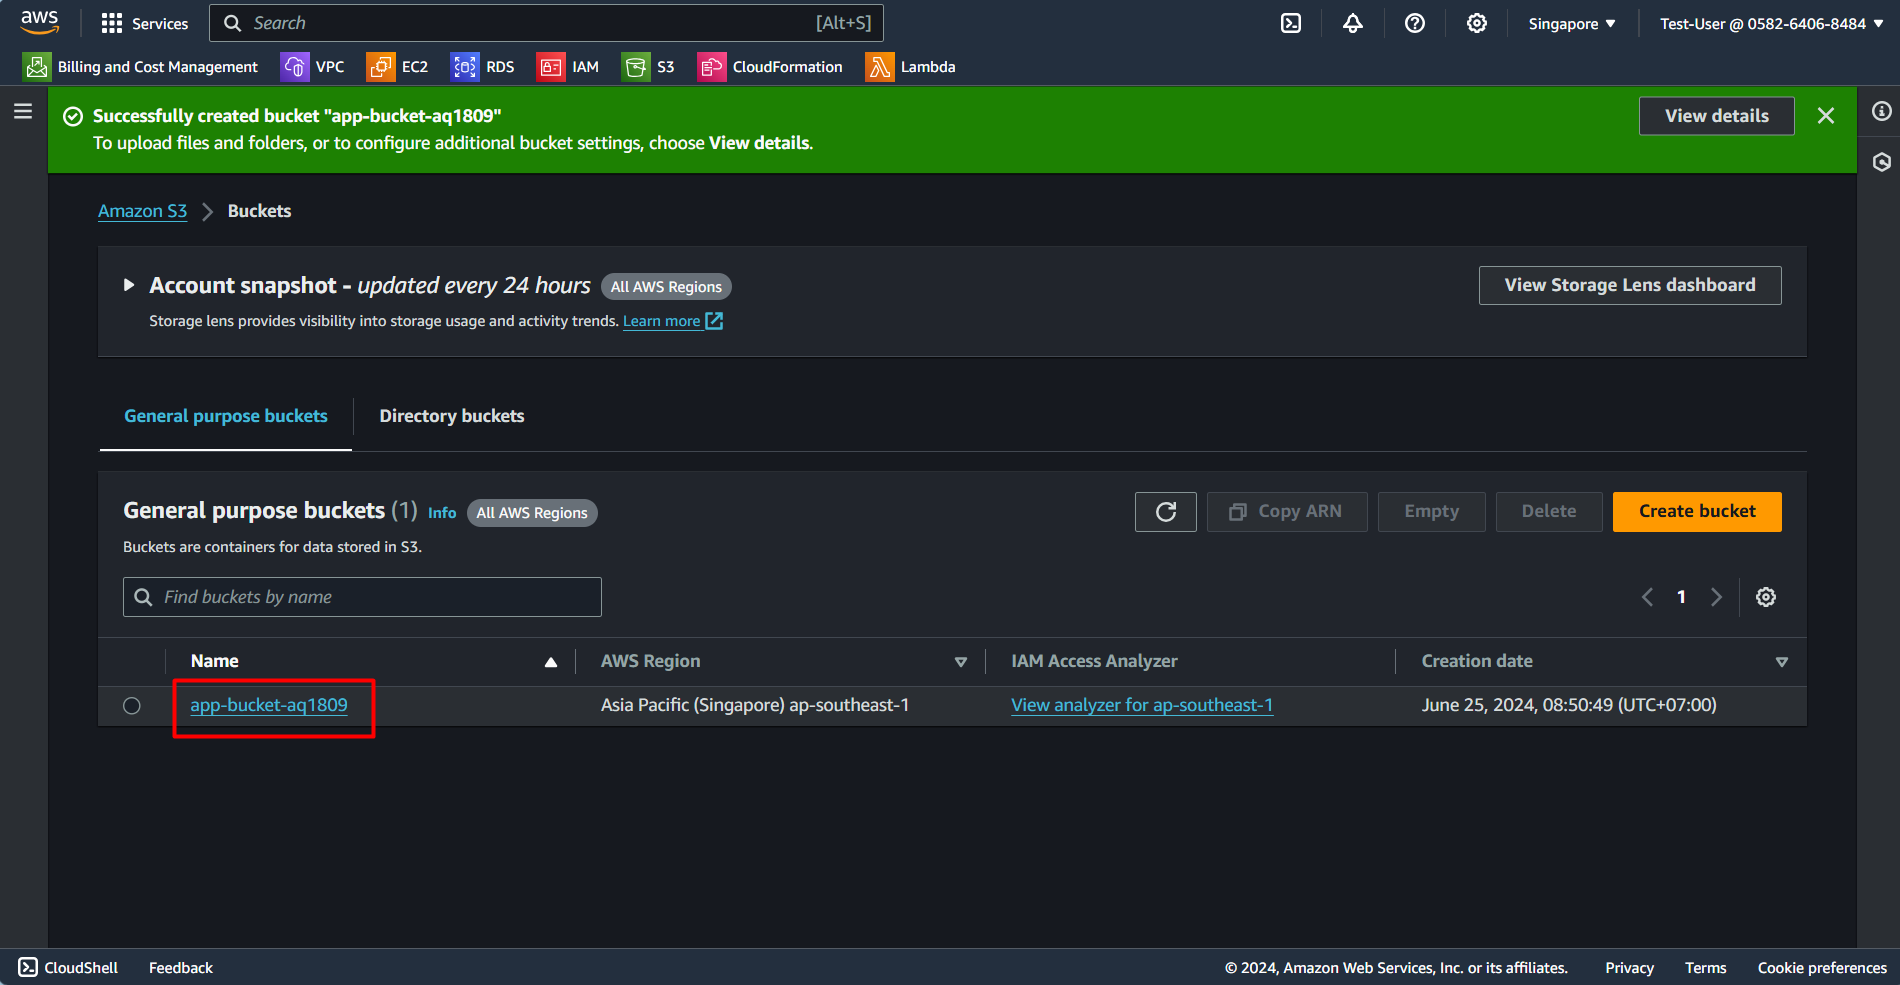 aws Services Search [Alt+S] Singapore ▼ Test-User @ 0582-6406-8484 ▼
Billing and Cost Management VPC EC2 RDS IAM S3 CloudFormation Lambda
Successfully created bucket "app-bucket-aq1809"
To upload files and folders, or to configure additional bucket settings, choose View details.
View details
Amazon S3 Buckets
Account snapshot - updated every 24 hours All AWS Regions
View Storage Lens dashboard
Storage lens provides visibility into storage usage and activity trends. Learn more
General purpose buckets Directory buckets
General purpose buckets (1) Info All AWS Regions
Copy ARN Empty Delete Create bucket
Buckets are containers for data stored in S3.
Find buckets by name
1
Name AWS Region IAM Access Analyzer Creation date
app-bucket-aq1809 Asia Pacific (Singapore) ap-southeast-1 View analyzer for ap-southeast-1 June 25, 2024, 08:50:49 (UTC+07:00)
CloudShell Feedback © 2024, Amazon Web Services, Inc. or its affiliates. Privacy Terms Cookie preferences